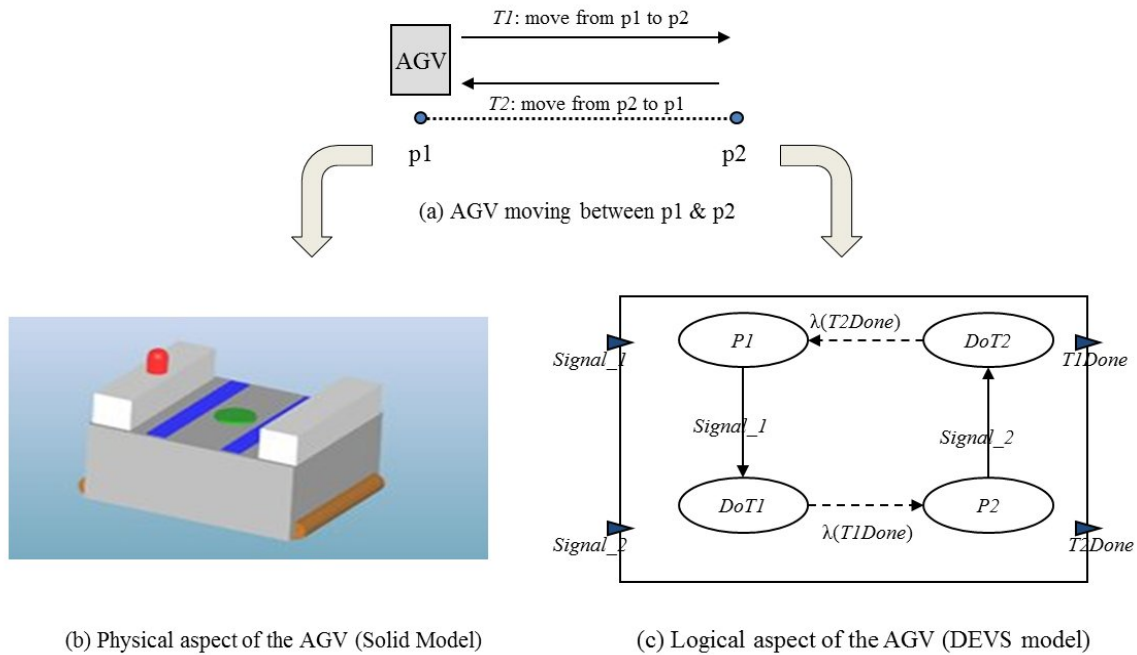 T1: move from p1 to p2
AGV
T2: move from p2 to p1
p1
p2
(a) AGV moving between p1 & p2
λ(T2Done)
P1
DoT2
Signal_1
T1Done
Signal_1
Signal_2
DoT1
P2
λ(T1Done)
Signal_2
T2Done
(b) Physical aspect of the AGV (Solid Model)
(c) Logical aspect of the AGV (DEVS model)